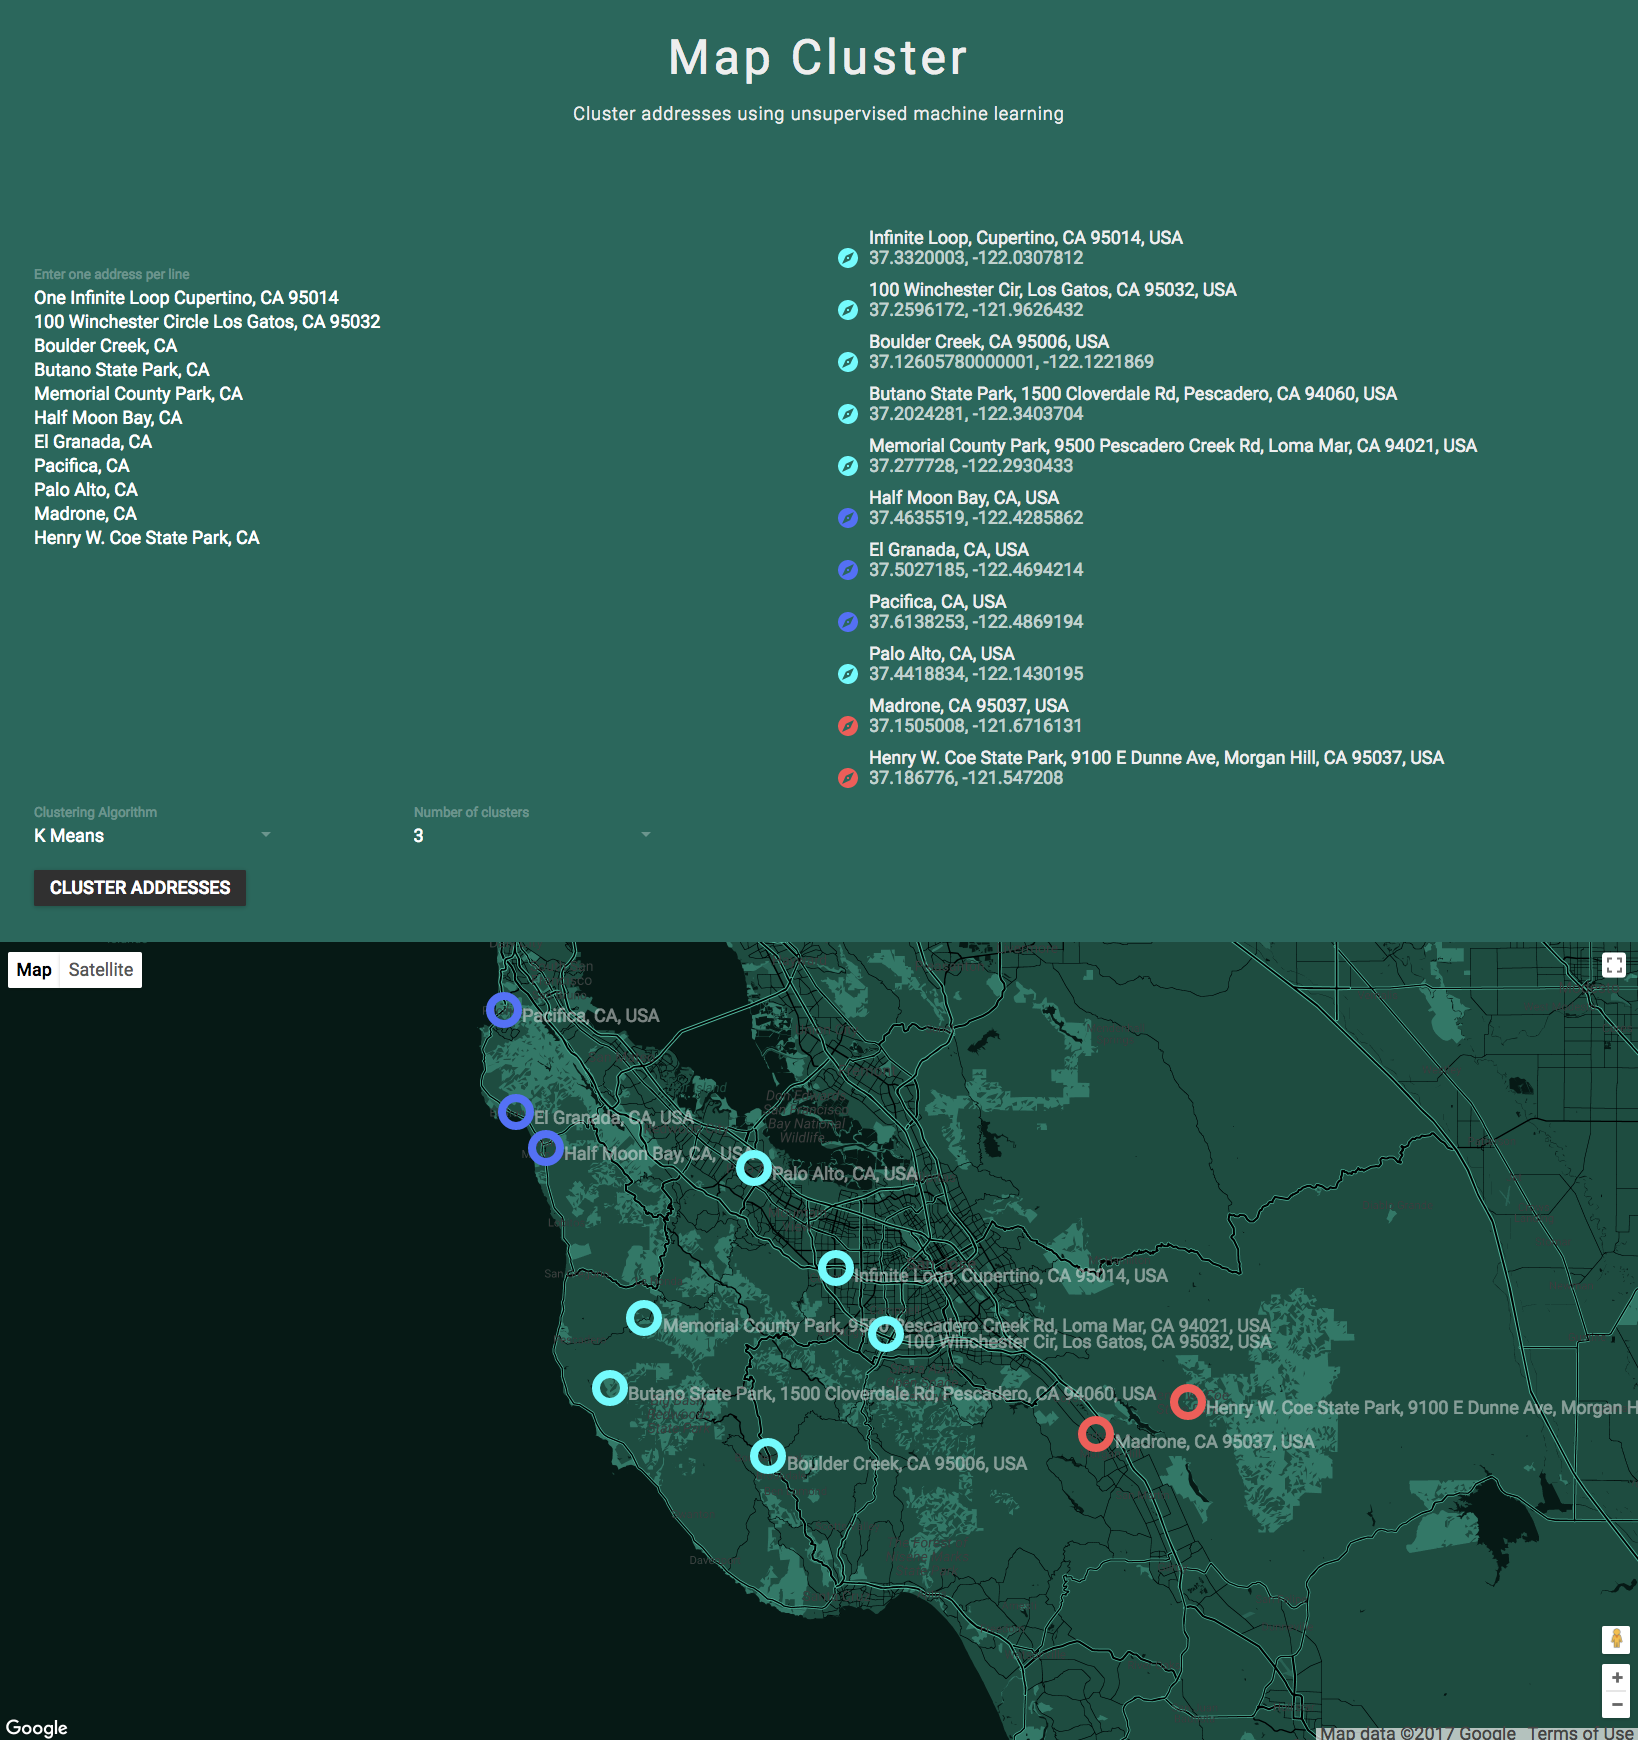 Map Cluster
Cluster addresses using unsupervised machine learning
Enter one address per line
One Infinite Loop Cupertino, CA 95014
100 Winchester Circle Los Gatos, CA 95032
Boulder Creek, CA
Butano State Park, CA
Memorial County Park, CA
Half Moon Bay, CA
El Granada, CA
Pacifica, CA
Palo Alto, CA
Madrone, CA
Henry W. Coe State Park, CA
Clustering Algorithm
K Means
Number of clusters
3
CLUSTER ADDRESSES
Infinite Loop, Cupertino, CA 95014, USA
37.3320003, -122.0307812
100 Winchester Cir, Los Gatos, CA 95032, USA
37.2596172, -121.9626432
Boulder Creek, CA 95006, USA
37.12605780000001, -122.1221869
Butano State Park, 1500 Cloverdale Rd, Pescadero, CA 94060, USA
37.2024281, -122.3403704
Memorial County Park, 9500 Pescadero Creek Rd, Loma Mar, CA 94021, USA
37.277728, -122.2930433
Half Moon Bay, CA, USA
37.4635519, -122.4285862
El Granada, CA, USA
37.5027185, -122.4694214
Pacifica, CA, USA
37.6138253, -122.4869194
Palo Alto, CA, USA
37.4418834, -122.1430195
Madrone, CA 95037, USA
37.1505008, -121.6716131
Henry W. Coe State Park, 9100 E Dunne Ave, Morgan Hill, CA 95037, USA
37.186776, -121.547208
Map
Satellite
Pacifica, CA, USA
El Granada, CA, USA
Half Moon Bay, CA, USA
Don Edwards
San Francisco
Bay National
Wildlife
Palo Alto, CA, USA
Infinite Loop, Cupertino, CA 95014, USA
Memorial County Park, 9500 Pescadero Creek Rd, Loma Mar, CA 94021, USA
100 Winchester Cir, Los Gatos, CA 95032, USA
Butano State Park, 1500 Cloverdale Rd, Pescadero, CA 94060, USA
Henry W. Coe State Park, 9100 E Dunne Ave, Morgan H
Madrone, CA 95037, USA
Boulder Creek, CA 95006, USA
Google
Map data ©2017 Google
Terms of Use